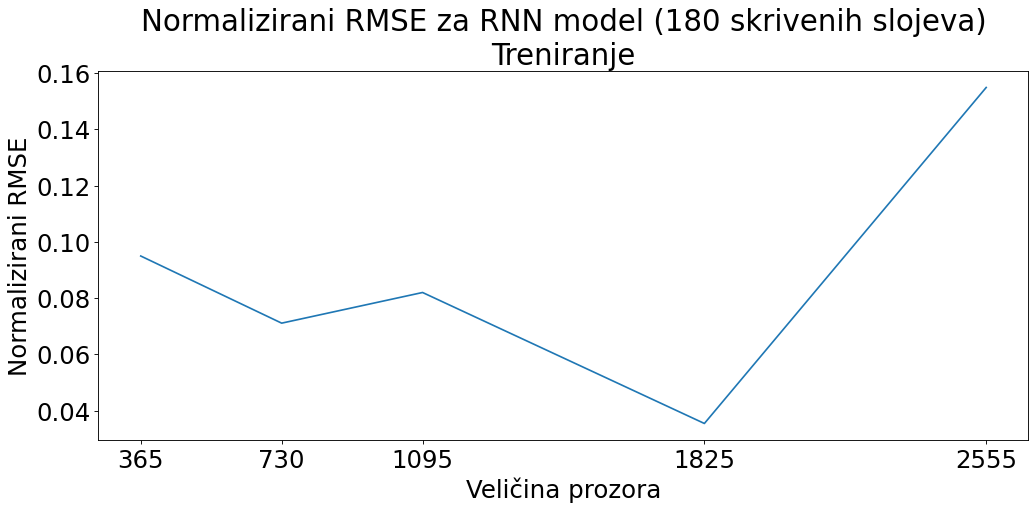 Normalizirani RMSE za RNN model (180 skrivenih slojeva)
Treniranje
Normalizirani RMSE
0.16
0.14
0.12
0.10
0.08
0.06
0.04
365 730 1095 1825 2555
Veličina prozora